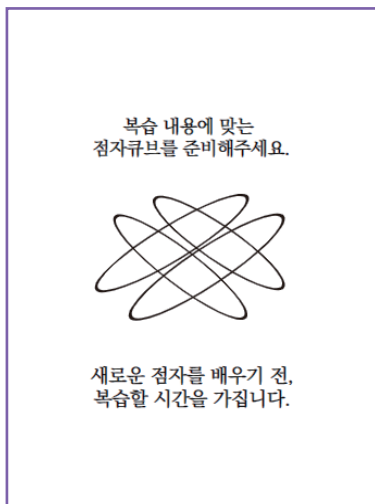 복습 내용에 맞는
점자큐브를 준비해주세요.
새로운 점자를 배우기 전,
복습할 시간을 가집니다.